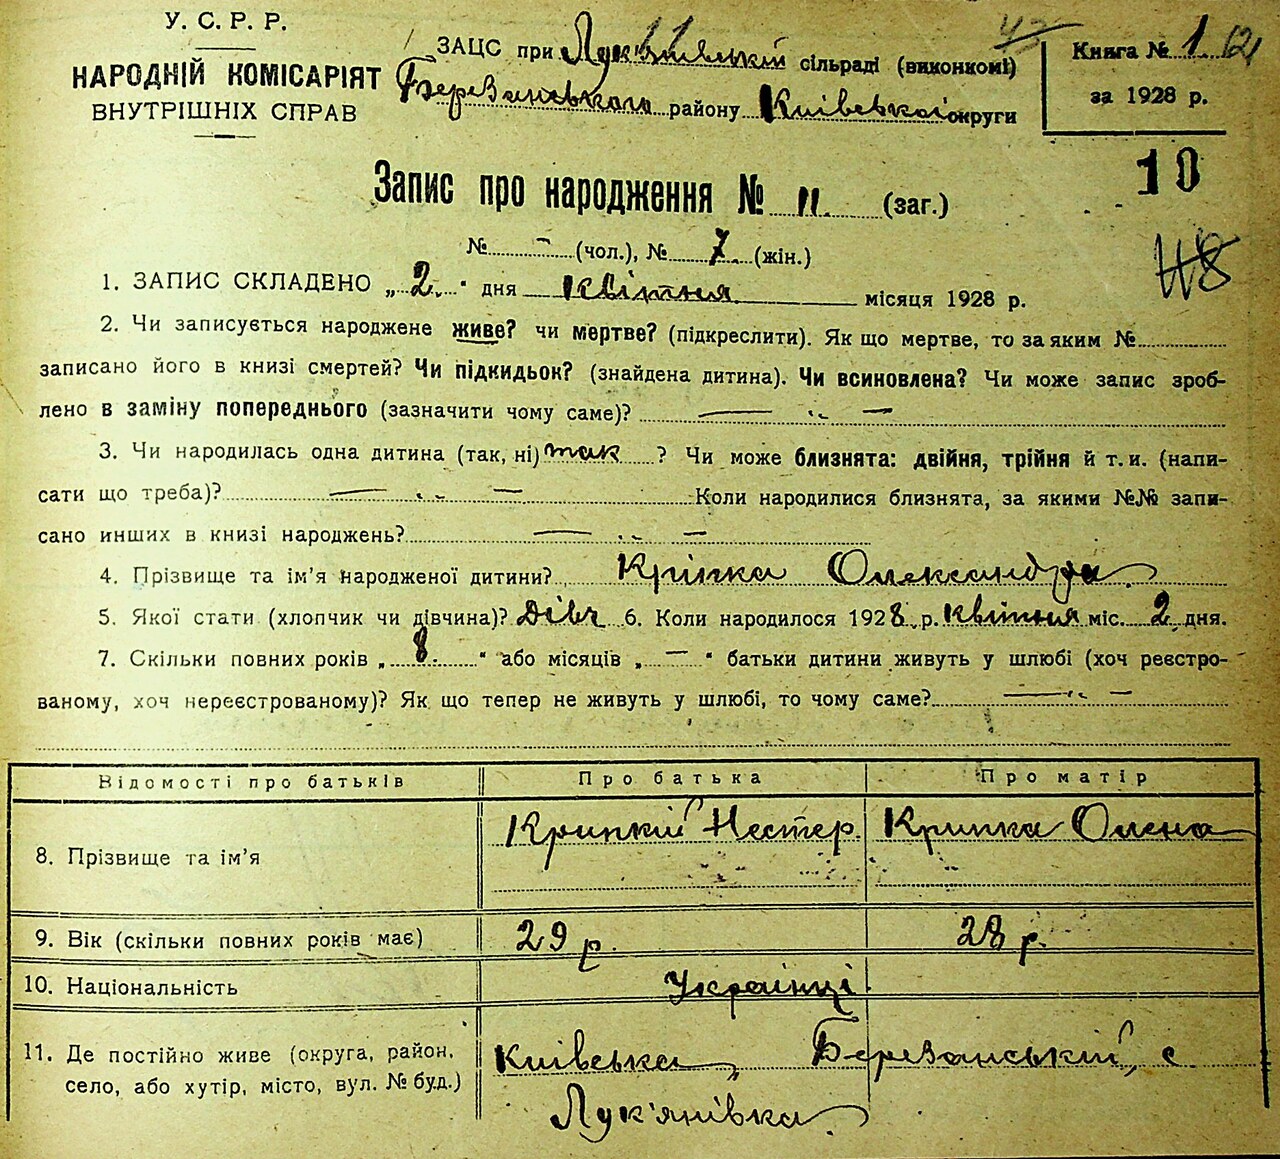 У. С. Р. Р.
НАРОДНІЙ КОМІСАРІЯТ
ВНУТРІШНІХ СПРАВ
ЗАЦС при Лук'янівській сільраді (виконкомі)
Березанського району Київської округи
Книга № 1
за 1928 р.
10
Запис про народження № 11. (заг.)
№ – (чол.), № 7. (жін.)
118
1. ЗАПИС СКЛАДЕНО „2“ дня квітня місяця 1928 р.
2. Чи записується народжене живе? чи мертве? (підкреслити). Як що мертве, то за яким №
записано його в книзі смертей? Чи підкидьок? (знайдена дитина). Чи всиновлена? Чи може запис зроб-
лено в заміну попереднього (зазначити чому саме)? — „ —
3. Чи народилась одна дитина (так, ні) так ? Чи може близнята: двійня, трійня й т. и. (напи-
сати що треба)? — „ — Коли народилися близнята, за якими №№ запи-
сано инших в книзі народжень? — „ —
4. Прізвище та ім'я народженої дитини? Кріпка Олександра.
5. Якої стати (хлопчик чи дівчина)? Дівч 6. Коли народилося 1928 р. квітня міс. 2 дня.
7. Скільки повних років „8.“ або місяців „—“ батьки дитини живуть у шлюбі (хоч реєстро-
ваному, хоч нереєстрованому)? Як що тепер не живуть у шлюбі, то чому саме? — „ —
Відомості про батьків Про батька Про матір
8. Прізвище та ім'я Крипкій Нестер. Крипка Олена
9. Вік (скільки повних років має) 29 р. 28 р.
10. Національність Українці
11. Де постійно живе (округа, район, Київська, Березанський, с
село, або хутір, місто, вул. № буд.) Лук'янівка.